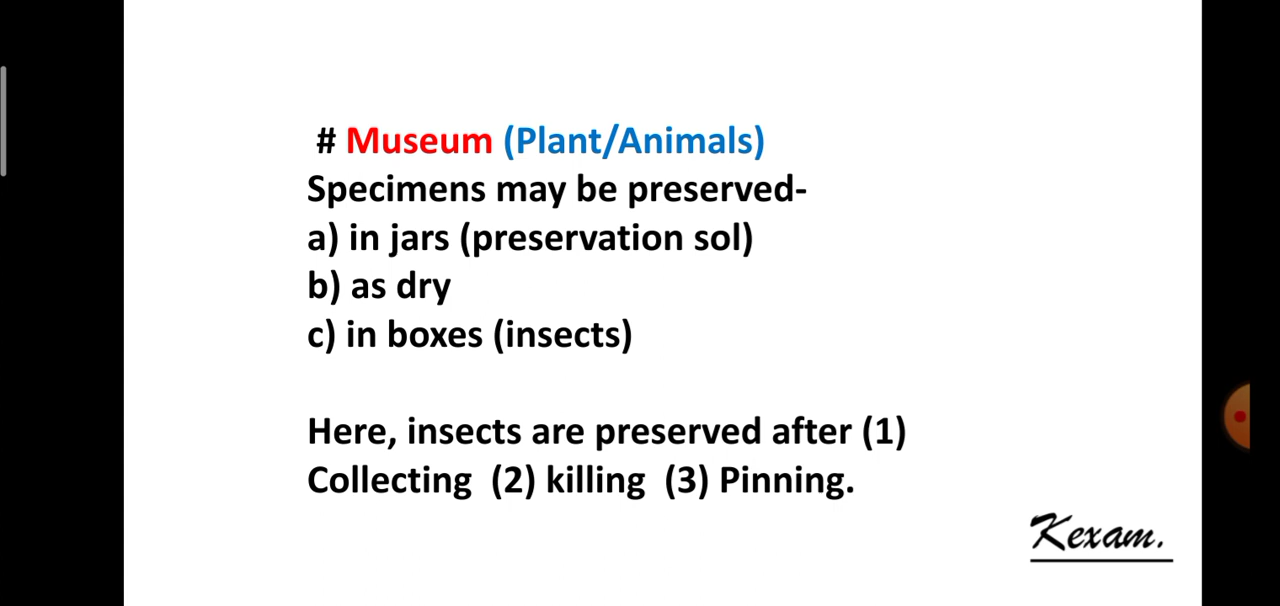 # Museum (Plant/Animals)
Specimens may be preserved-
a) in jars (preservation sol)
b) as dry
c) in boxes (insects)
Here, insects are preserved after (1)
Collecting (2) killing (3) Pinning.
Kexam.